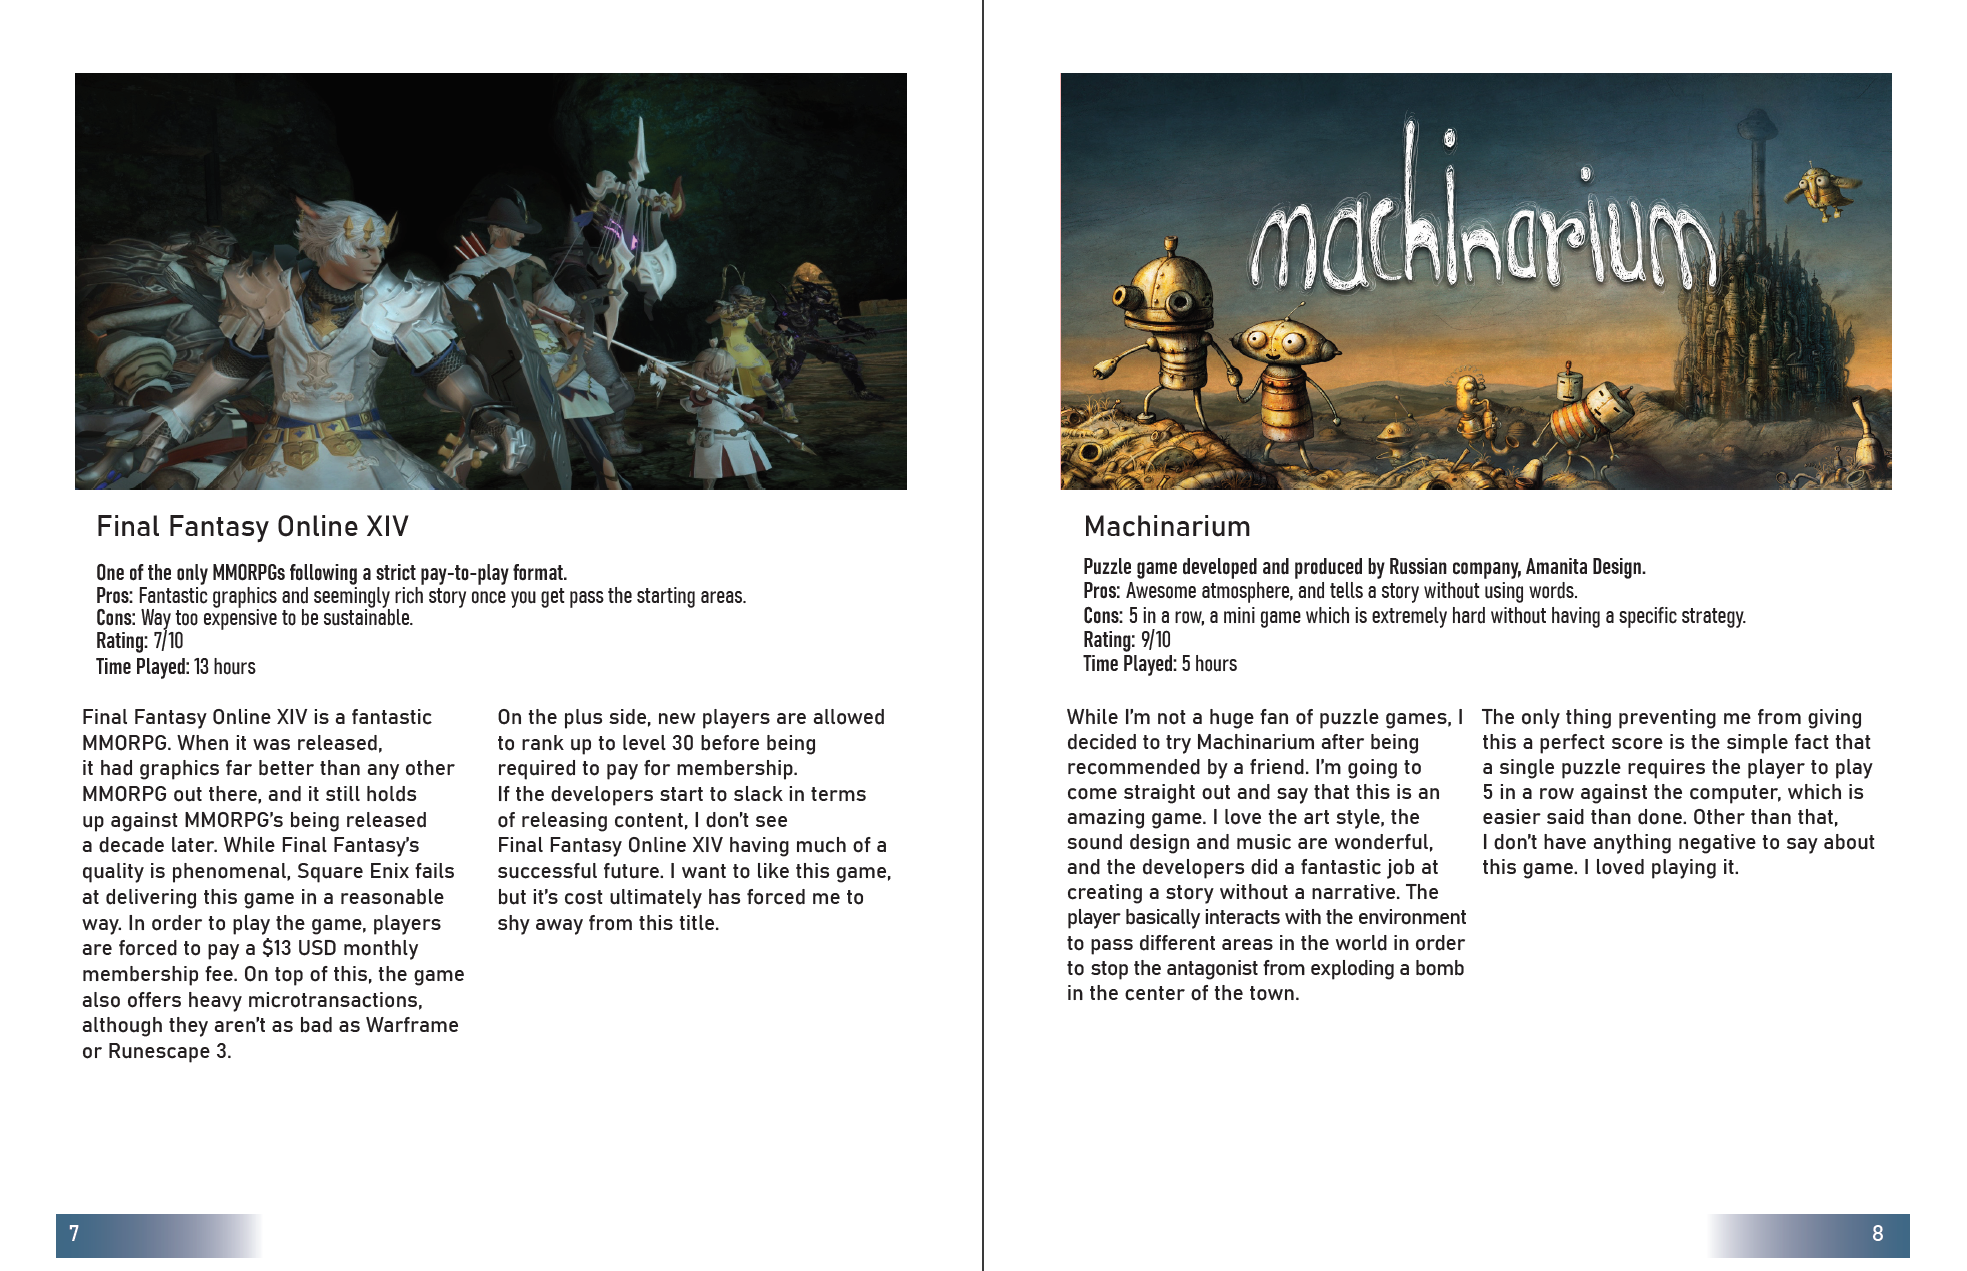 Final Fantasy Online XIV
One of the only MMORPGs following a strict pay-to-play format.
Pros: Fantastic graphics and seemingly rich story once you get pass the starting areas.
Cons: Way too expensive to be sustainable.
Rating: 7/10
Time Played: 13 hours
Final Fantasy Online XIV is a fantastic
MMORPG. When it was released,
it had graphics far better than any other
MMORPG out there, and it still holds
up against MMORPG’s being released
a decade later. While Final Fantasy’s
quality is phenomenal, Square Enix fails
at delivering this game in a reasonable
way. In order to play the game, players
are forced to pay a $13 USD monthly
membership fee. On top of this, the game
also offers heavy microtransactions,
although they aren’t as bad as Warframe
or Runescape 3.
On the plus side, new players are allowed
to rank up to level 30 before being
required to pay for membership.
If the developers start to slack in terms
of releasing content, I don’t see
Final Fantasy Online XIV having much of a
successful future. I want to like this game,
but it’s cost ultimately has forced me to
shy away from this title.
7
machinarium
Machinarium
Puzzle game developed and produced by Russian company, Amanita Design.
Pros: Awesome atmosphere, and tells a story without using words.
Cons: 5 in a row, a mini game which is extremely hard without having a specific strategy.
Rating: 9/10
Time Played: 5 hours
While I’m not a huge fan of puzzle games, I
decided to try Machinarium after being
recommended by a friend. I’m going to
come straight out and say that this is an
amazing game. I love the art style, the
sound design and music are wonderful,
and the developers did a fantastic job at
creating a story without a narrative. The
player basically interacts with the environment
to pass different areas in the world in order
to stop the antagonist from exploding a bomb
in the center of the town.
The only thing preventing me from giving
this a perfect score is the simple fact that
a single puzzle requires the player to play
5 in a row against the computer, which is
easier said than done. Other than that,
I don’t have anything negative to say about
this game. I loved playing it.
8